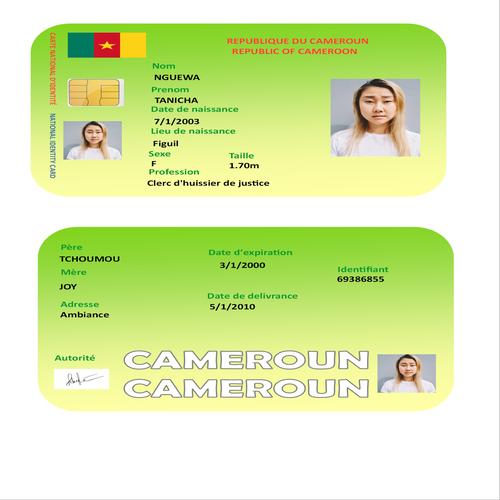 CARTE NATIONAL D'IDENTITÉ
NATIONAL IDENTITY CARD
REPUBLIQUE DU CAMEROUN
REPUBLIC OF CAMEROON
Nom
NGUEWA
Prenom
TANICHA
Date de naissance
7/1/2003
Lieu de naissance
Figuil
Sexe Taille
F 1.70m
Profession
Clerc d'huissier de justice
Père
TCHOUMOU
Date d'expiration
3/1/2000
Mère
JOY
Identifiant
69386855
Date de delivrance
5/1/2010
Adresse
Ambiance
Autorité
CAMEROUN
CAMEROUN